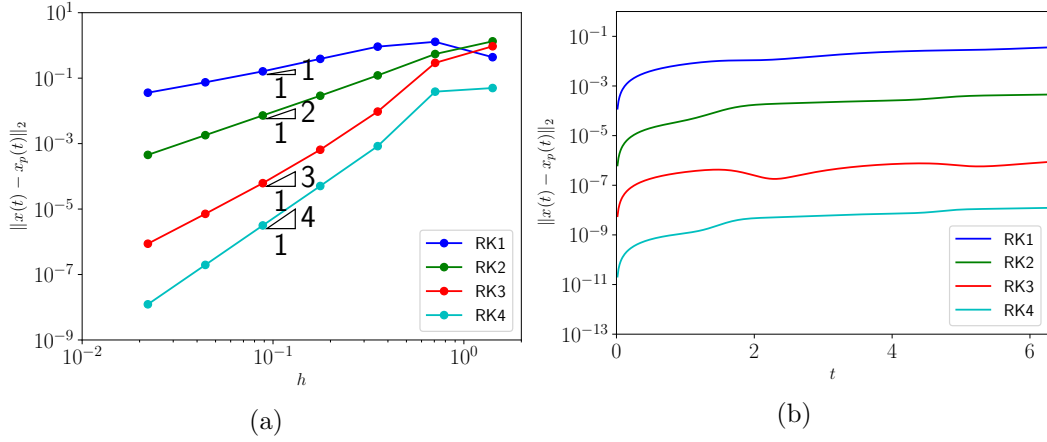 10^1
10^{-1}
10^{-3}
10^{-5}
10^{-7}
10^{-9}
‖x(t) − x_p(t)‖_2
1
1
2
1
3
1
4
1
RK1
RK2
RK3
RK4
10^{-2}
10^{-1}
10^0
h
(a)
10^{-1}
10^{-3}
10^{-5}
10^{-7}
10^{-9}
10^{-11}
10^{-13}
‖x(t) − x_p(t)‖_2
RK1
RK2
RK3
RK4
0
2
4
6
t
(b)